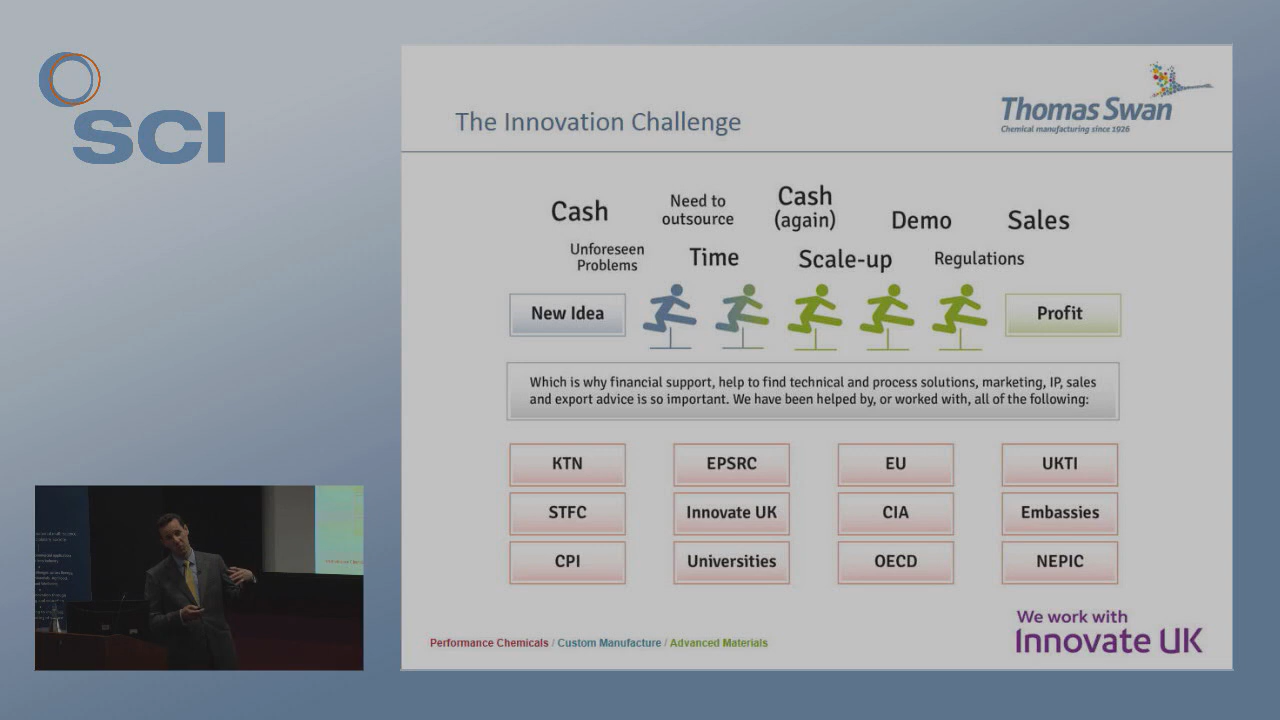 SCI
The Innovation Challenge
Thomas Swan
Chemical manufacturing since 1926
Cash
Need to
outsource
Cash
(again)
Demo
Sales
Unforeseen
Problems
Time
Scale-up
Regulations
New Idea
Profit
Which is why financial support, help to find technical and process solutions, marketing, IP, sales
and export advice is so important. We have been helped by, or worked with, all of the following:
KTN
EPSRC
EU
UKTI
STFC
Innovate UK
CIA
Embassies
CPI
Universities
OECD
NEPIC
Performance Chemicals / Custom Manufacture / Advanced Materials
We work with
Innovate UK